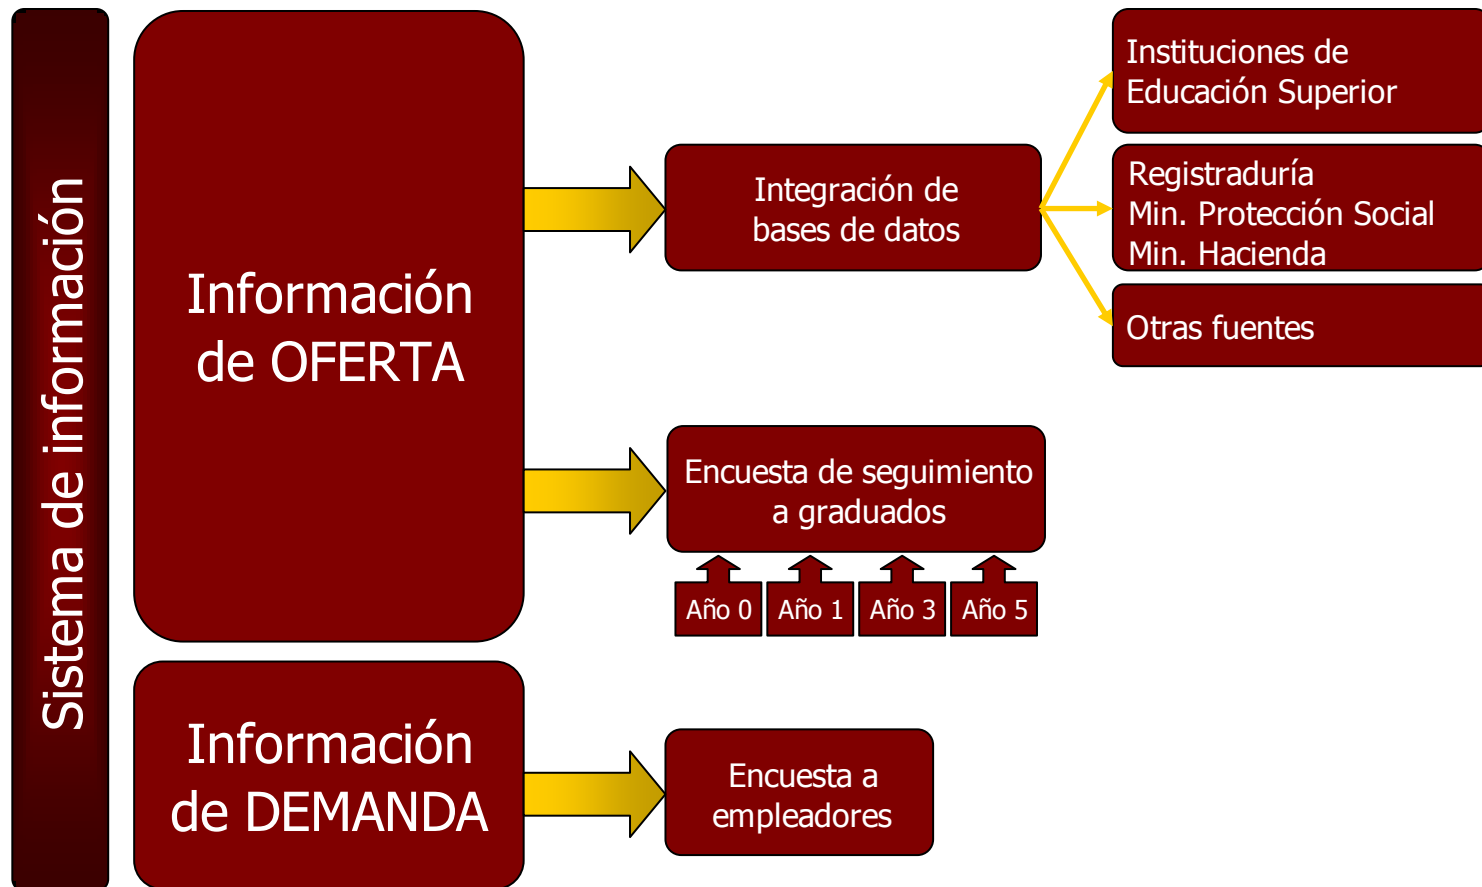 Sistema de información
Información
de OFERTA
Integración de
bases de datos
Instituciones de
Educación Superior
Registraduría
Min. Protección Social
Min. Hacienda
Otras fuentes
Encuesta de seguimiento
a graduados
Año 0
Año 1
Año 3
Año 5
Información
de DEMANDA
Encuesta a
empleadores